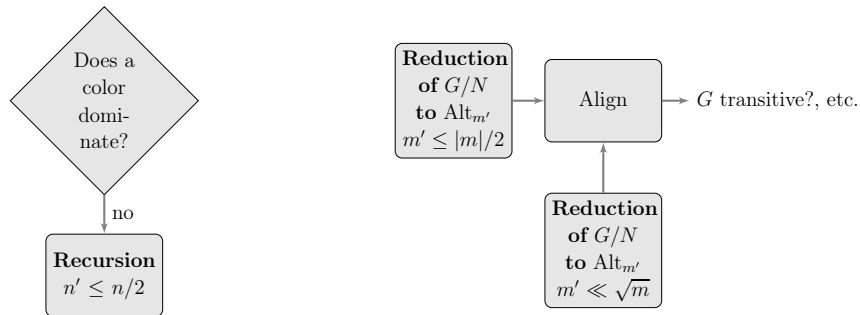 Does a
color
domi-
nate?
no
Recursion
n′ ≤ n/2
Reduction
of G/N
to Alt_{m′}
m′ ≤ |m|/2
Align
G transitive?, etc.
Reduction
of G/N
to Alt_{m′}
m′ ≪ √m